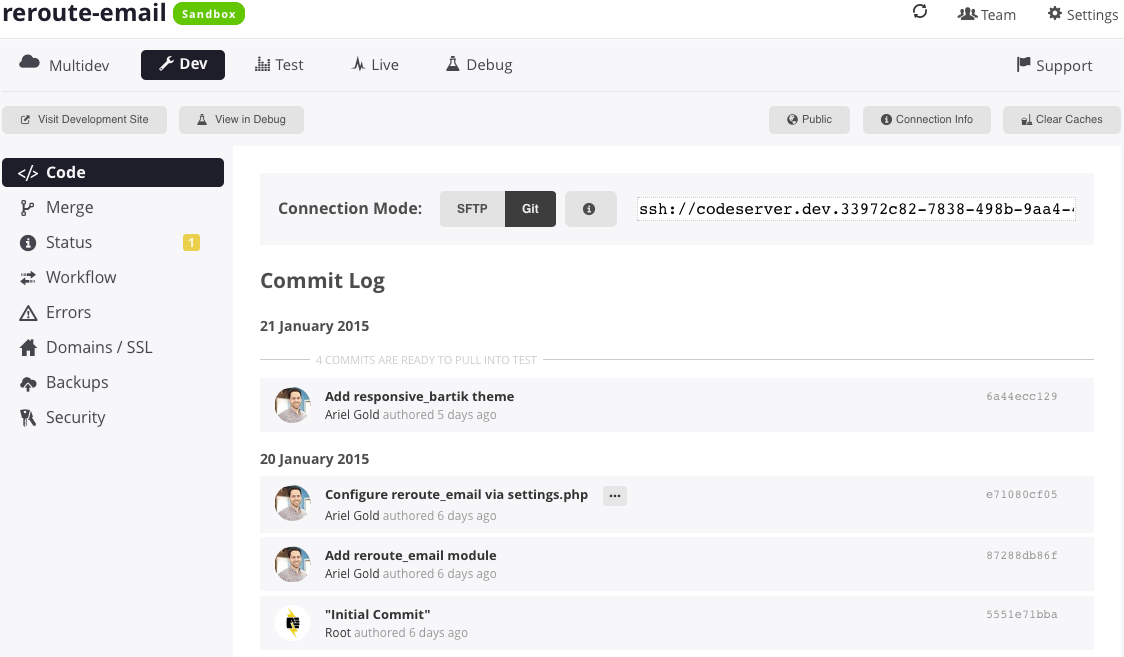 reroute-email Sandbox Team Settings
Multidev Dev Test Live Debug Support
Visit Development Site View in Debug Public Connection Info Clear Caches
</> Code
Merge
Status 1
Workflow
Errors
Domains / SSL
Backups
Security
Connection Mode: SFTP Git ssh://codeserver.dev.33972c82-7838-498b-9aa4-
Commit Log
21 January 2015
4 COMMITS ARE READY TO PULL INTO TEST
Add responsive_bartik theme 6a44ecc129
Ariel Gold authored 5 days ago
20 January 2015
Configure reroute_email via settings.php ... e71080cf05
Ariel Gold authored 6 days ago
Add reroute_email module 87288db86f
Ariel Gold authored 6 days ago
"Initial Commit" 5551e71bba
Root authored 6 days ago